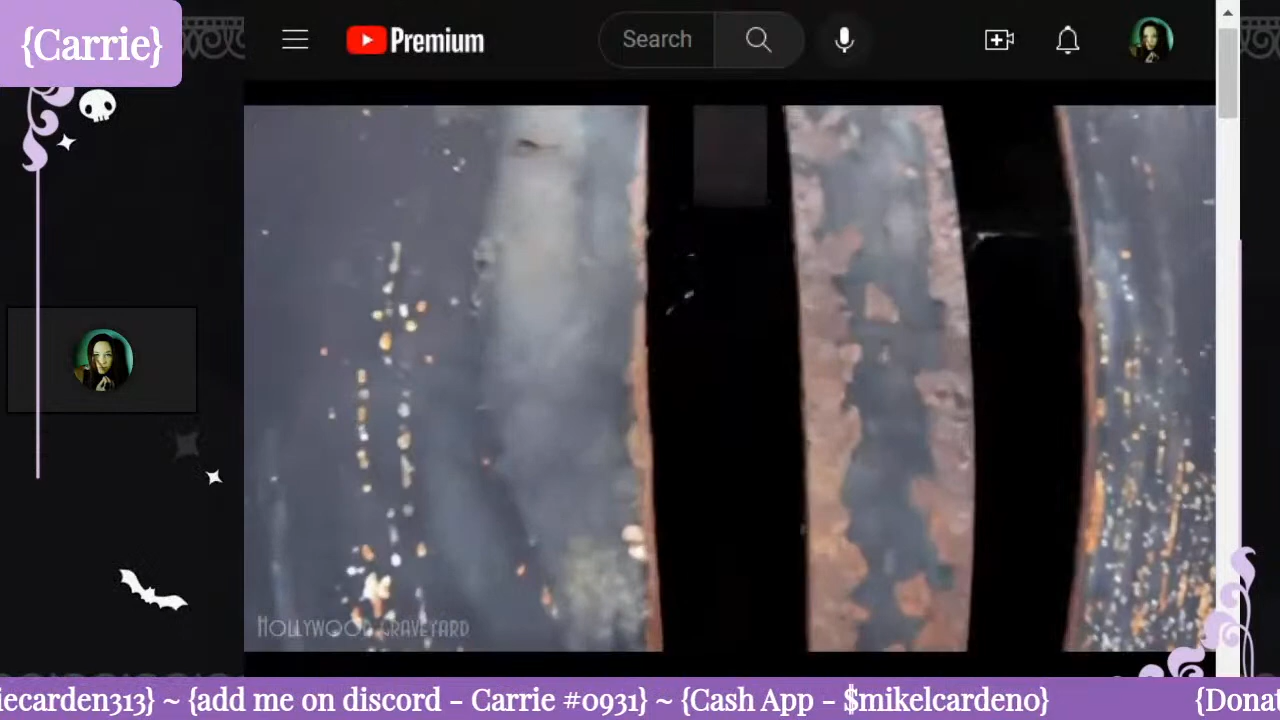 {Carrie}
Premium
Search
HOLLYWOOD GRAVEYARD
iecarden313} ~ {add me on discord - Carrie #0931} ~ {Cash App - $mikelcardeno} {Donat